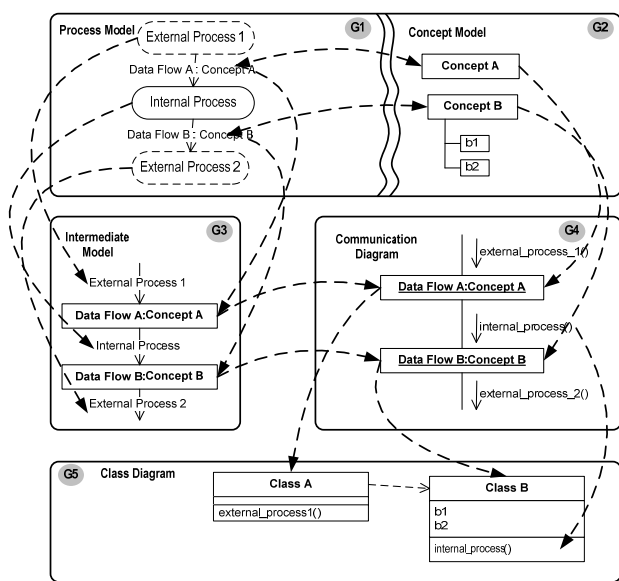 Process Model
G1
Concept Model
G2
External Process 1
Data Flow A : Concept A
Concept A
Internal Process
Concept B
Data Flow B : Concept B
b1
External Process 2
b2
Intermediate
Model
G3
Communication
Diagram
G4
External Process 1
external_process_1()
Data Flow A:Concept A
Data Flow A:Concept A
Internal Process
internal_process()
Data Flow B:Concept B
Data Flow B:Concept B
External Process 2
external_process_2()
G5
Class Diagram
Class A
Class B
external_process1()
b1
b2
internal_process()